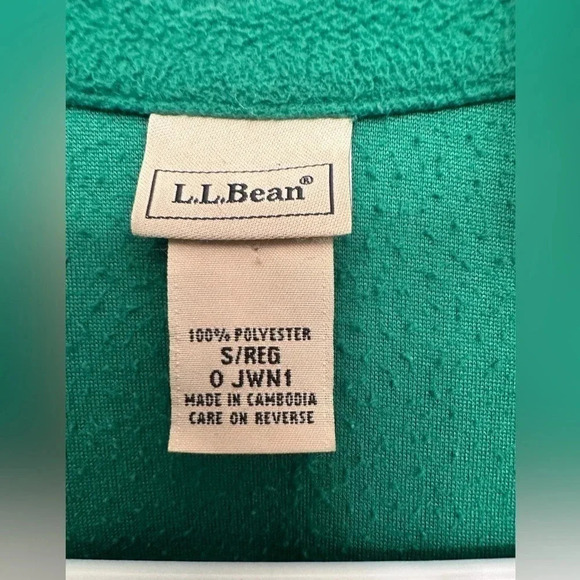 L.L.Bean®
100% POLYESTER
S/REG
0 JWN1
MADE IN CAMBODIA
CARE ON REVERSE